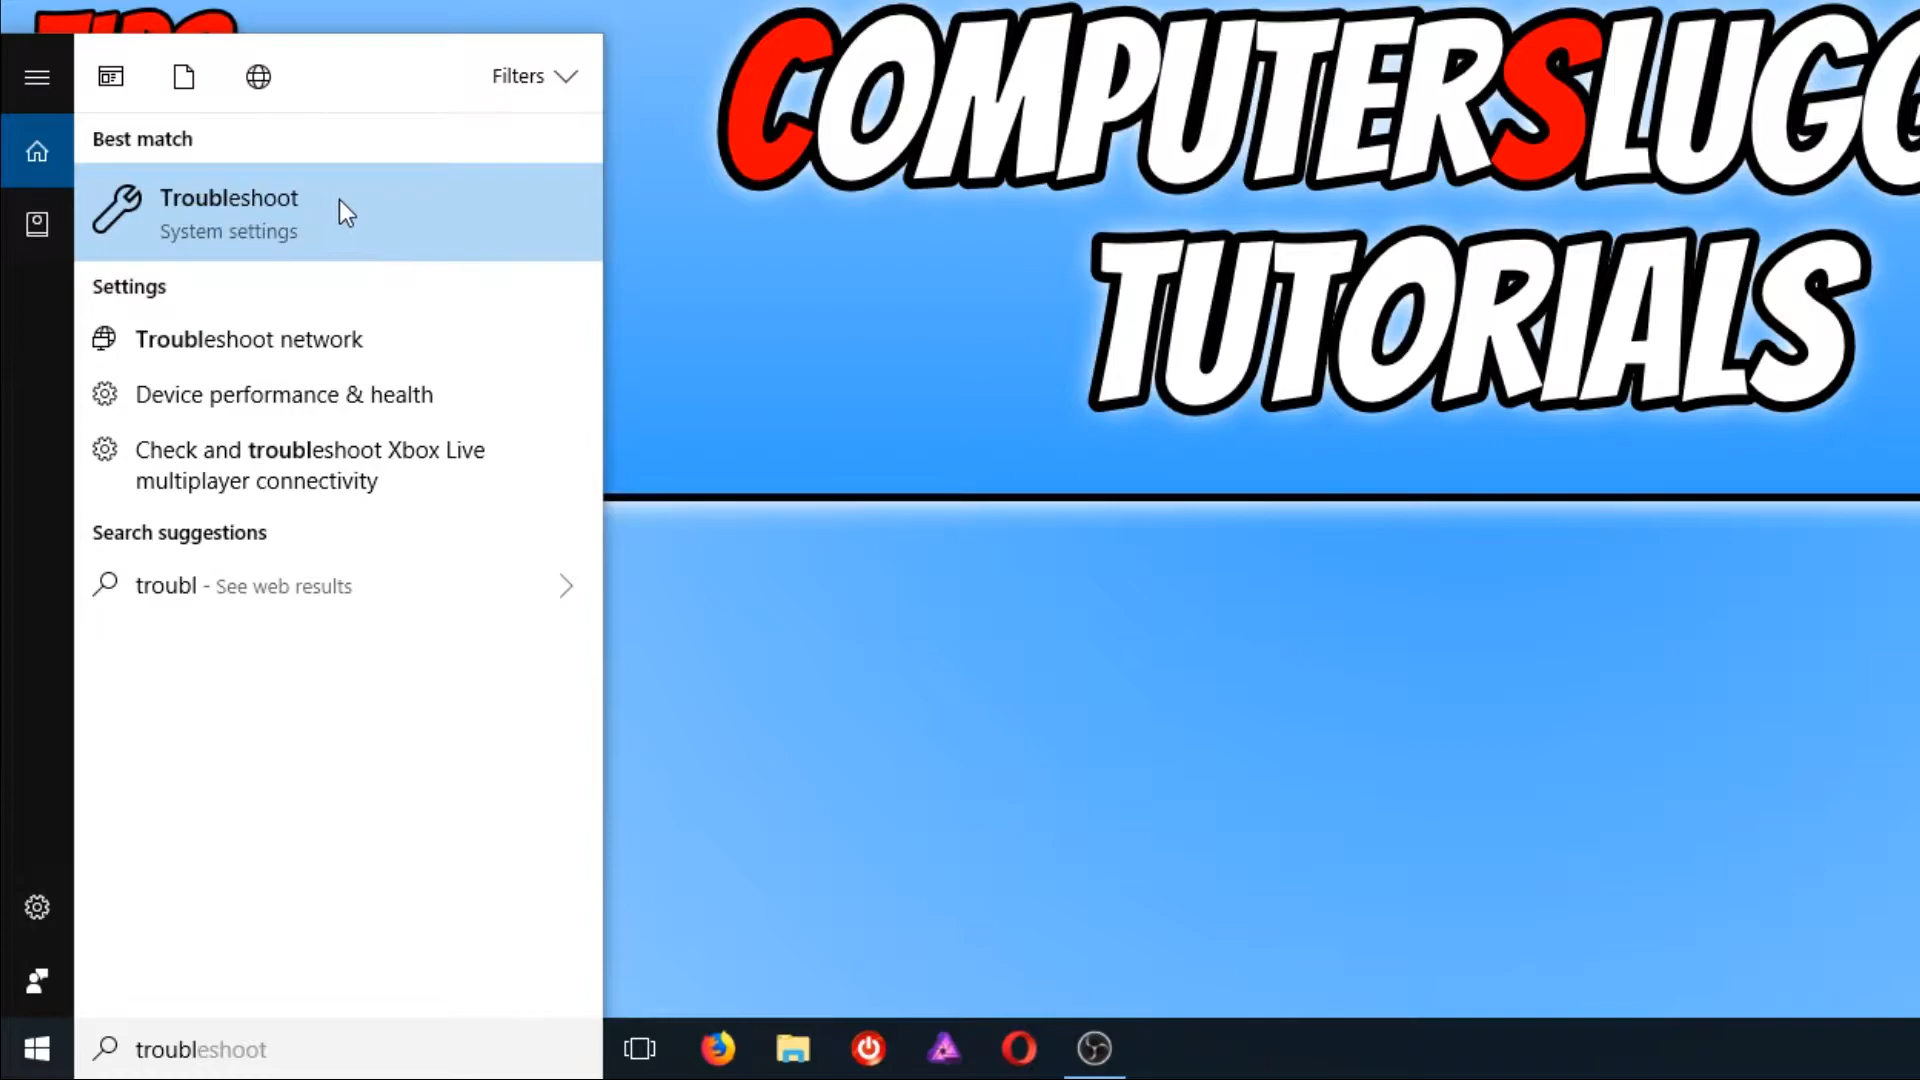 TIPS
COMPUTERSLUGG
TUTORIALS
Filters
Best match
Troubleshoot
System settings
Settings
Troubleshoot network
Device performance & health
Check and troubleshoot Xbox Live
multiplayer connectivity
Search suggestions
troubl - See web results
troubleshoot